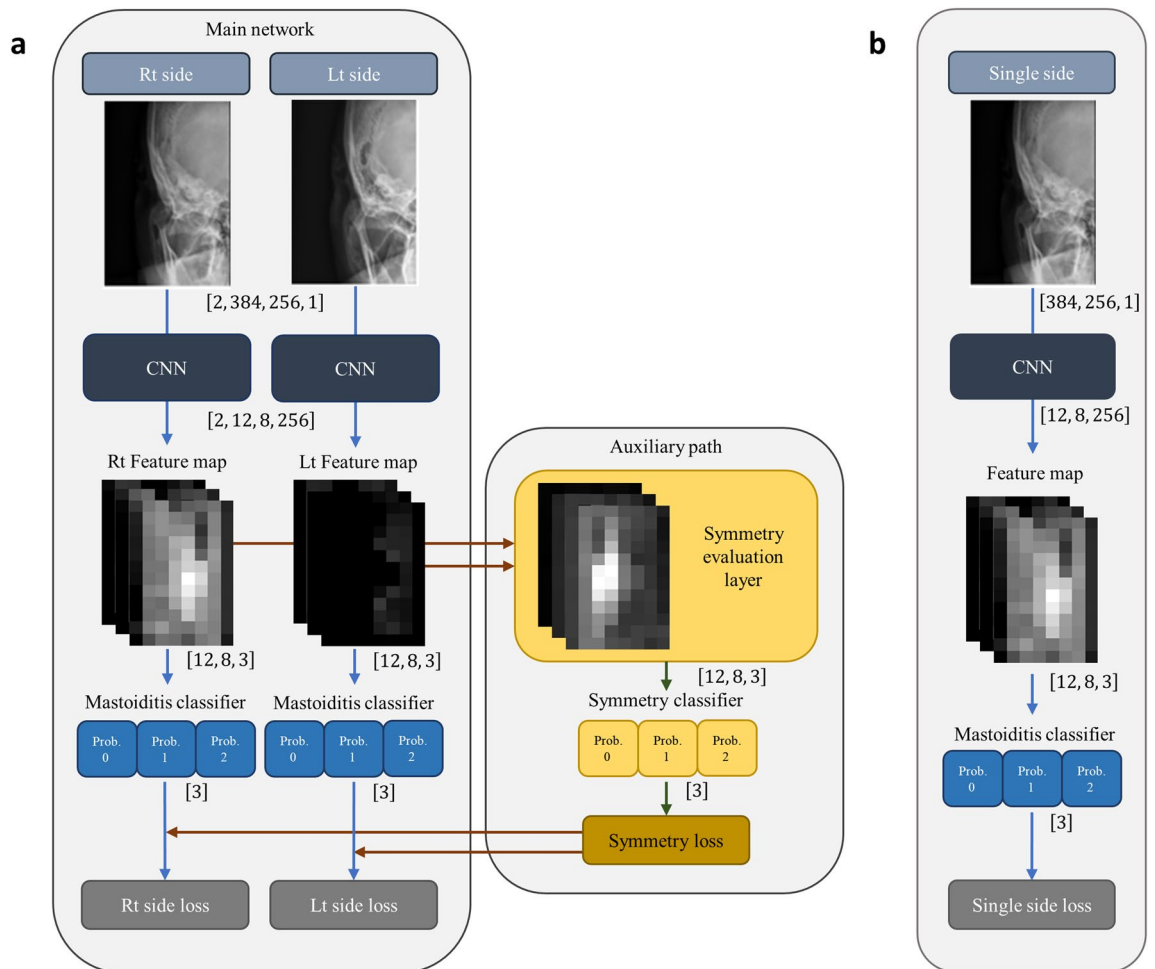 a
Main network
Rt side
Lt side
[2, 384, 256, 1]
CNN
CNN
[2, 12, 8, 256]
Rt Feature map
Lt Feature map
[12, 8, 3]
[12, 8, 3]
Mastoiditis classifier
Mastoiditis classifier
Prob.
0
Prob.
1
Prob.
2
Prob.
0
Prob.
1
Prob.
2
[3]
[3]
Rt side loss
Lt side loss
Auxiliary path
Symmetry
evaluation
layer
[12, 8, 3]
Symmetry classifier
Prob.
0
Prob.
1
Prob.
2
[3]
Symmetry loss
b
Single side
[384, 256, 1]
CNN
[12, 8, 256]
Feature map
[12, 8, 3]
Mastoiditis classifier
Prob.
0
Prob.
1
Prob.
2
[3]
Single side loss